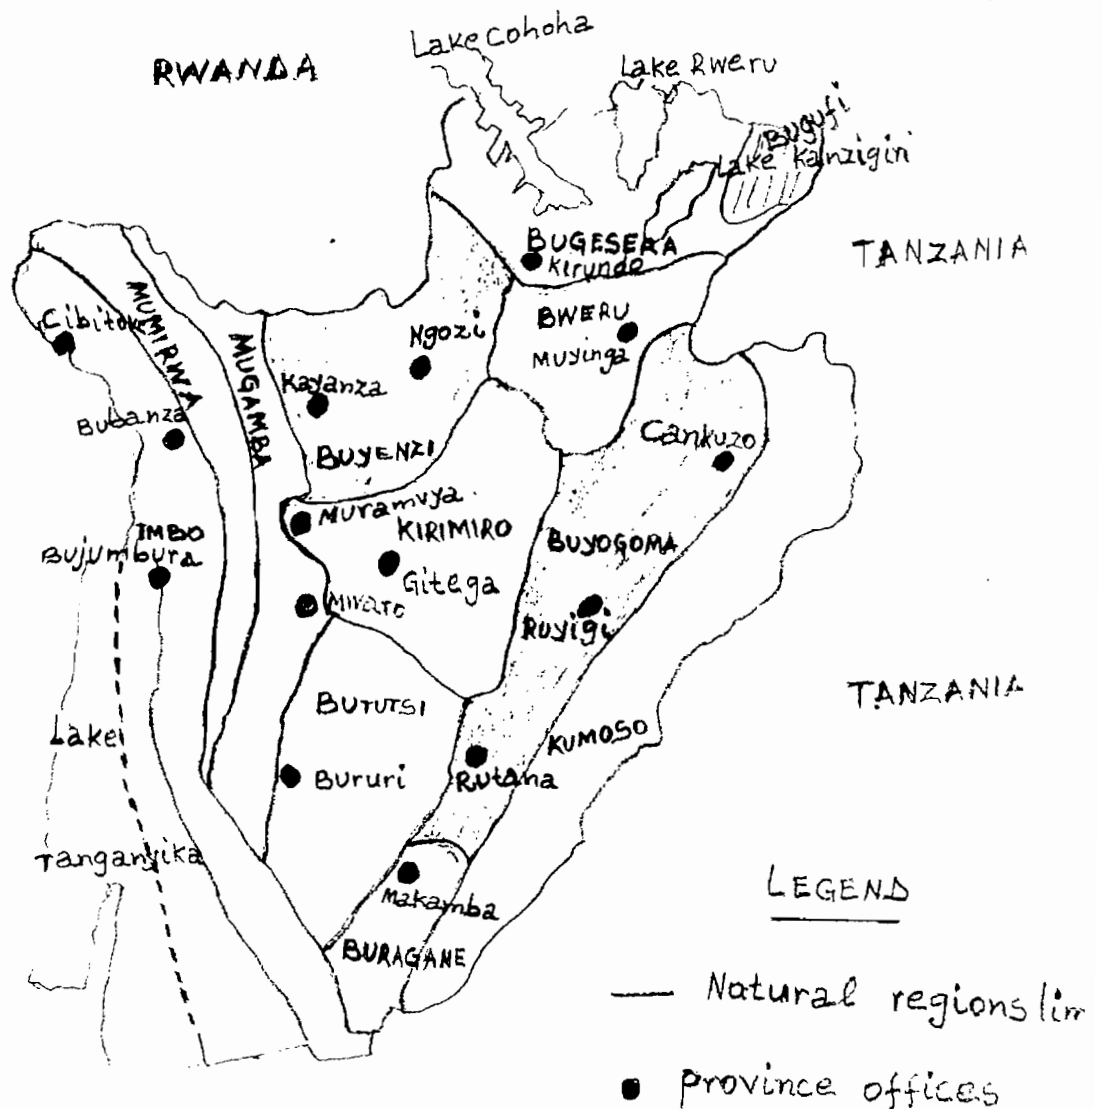 Lake Cohoha
RWANDA
Lake Rweru
Bugufi
Lake Kanzigiri
BUGESERA
Kirundo
TANZANIA
MUMIRWA
Cibitoke
MUGAMBA
Ngozi
BWERU
Muyinga
Kayanza
Bubanza
Cankuzo
BUYENZI
Muramvya
KIRIMIRO
IMBO
Bujumbura
BUYOGOMA
Gitega
Ruyigi
BUTUTSI
TANZANIA
Lake
KUMOSO
Bururi
Rutana
Tanganyika
Makamba
BURAGANE
LEGEND
Natural regions lim
province offices